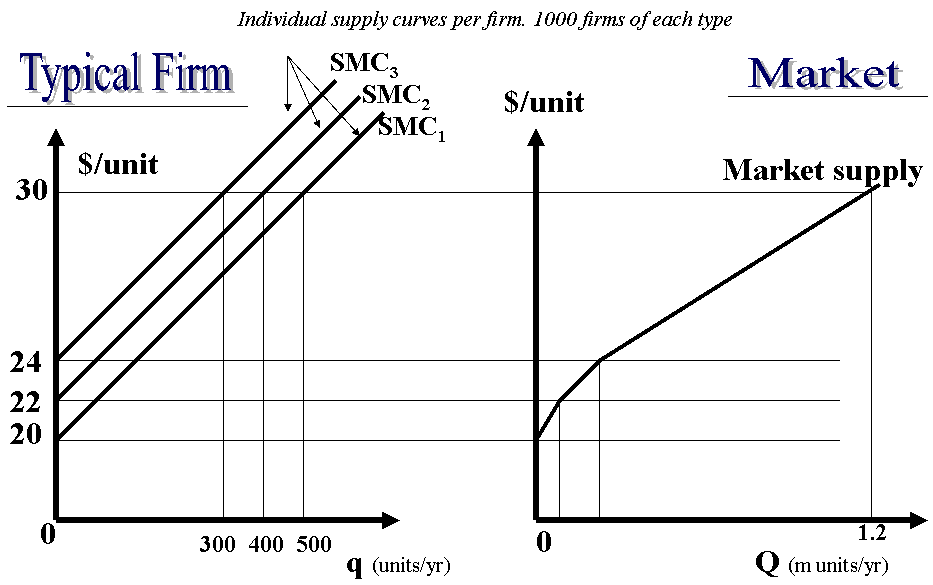 Individual supply curves per firm. 1000 firms of each type
Typical Firm
Market
SMC3
SMC2
SMC1
$/unit
$/unit
Market supply
30
24
22
20
0
300 400 500
q (units/yr)
0
1.2
Q (m units/yr)